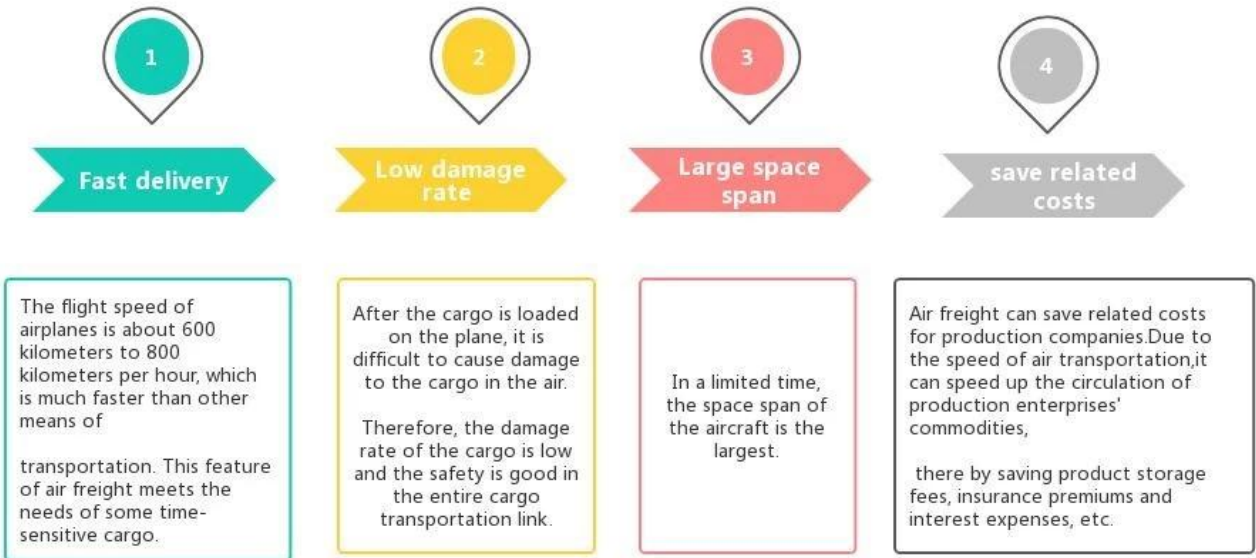 1
Fast delivery
The flight speed of
airplanes is about 600
kilometers to 800
kilometers per hour, which
is much faster than other
means of
transportation. This feature
of air freight meets the
needs of some time-
sensitive cargo.
2
Low damage
rate
After the cargo is loaded
on the plane, it is
difficult to cause damage
to the cargo in the air.
Therefore, the damage
rate of the cargo is low
and the safety is good in
the entire cargo
transportation link.
3
Large space
span
In a limited time,
the space span of
the aircraft is the
largest.
4
save related
costs
Air freight can save related costs
for production companies.Due to
the speed of air transportation,it
can speed up the circulation of
production enterprises'
commodities,
there by saving product storage
fees, insurance premiums and
interest expenses, etc.